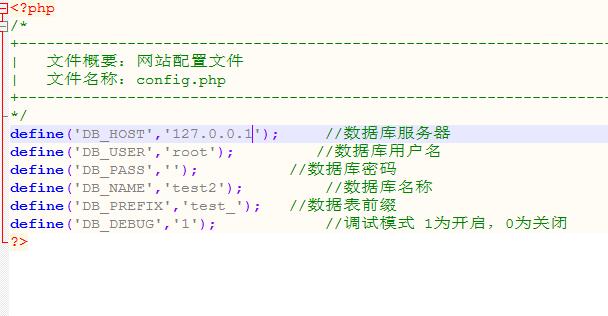 <?php
/*
+------------------------------------------------------------------
|   文件概要：网站配置文件
|   文件名称：config.php
+------------------------------------------------------------------
*/
define('DB_HOST','127.0.0.1');     //数据库服务器
define('DB_USER','root');         //数据库用户名
define('DB_PASS','');          //数据库密码
define('DB_NAME','test2');         //数据库名称
define('DB_PREFIX','test_');   //数据表前缀
define('DB_DEBUG','1');            //调试模式 1为开启，0为关闭
?>